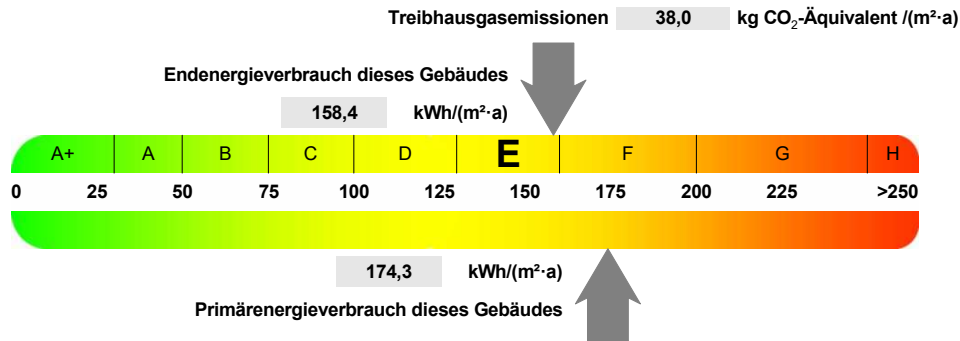 Treibhausgasemissionen 38,0 kg CO₂-Äquivalent /(m²·a)
Endenergieverbrauch dieses Gebäudes
158,4 kWh/(m²·a)
A+ A B C D E F G H
0 25 50 75 100 125 150 175 200 225 >250
174,3 kWh/(m²·a)
Primärenergieverbrauch dieses Gebäudes